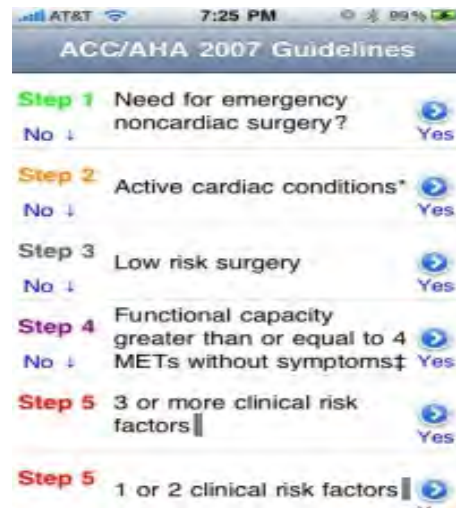 AT&T 7:25 PM 99%
ACC/AHA 2007 Guidelines
Step 1 Need for emergency
noncardiac surgery?
No ↓ Yes
Step 2 Active cardiac conditions*
No ↓ Yes
Step 3 Low risk surgery
No ↓ Yes
Step 4 Functional capacity
greater than or equal to 4
METs without symptoms‡
No ↓ Yes
Step 5 3 or more clinical risk
factors‖
Yes
Step 5 1 or 2 clinical risk factors‖